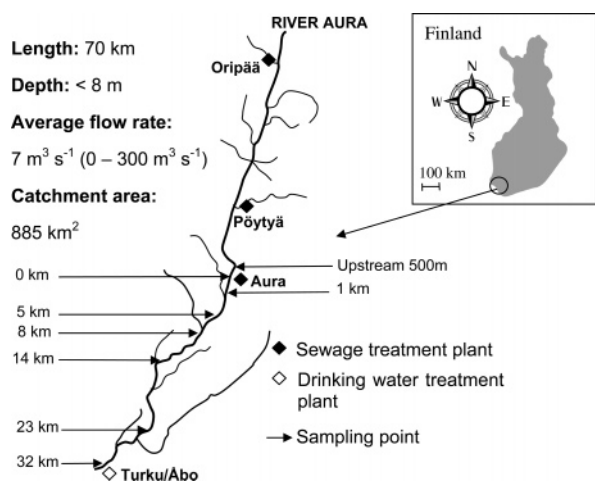 RIVER AURA
Length: 70 km
Oripää
Depth: < 8 m
Average flow rate:
7 m³ s⁻¹ (0 – 300 m³ s⁻¹)
Catchment area:
885 km²
Pöytyä
Finland
N
W
E
S
100 km
Upstream 500m
0 km
Aura
1 km
5 km
8 km
14 km
23 km
32 km
Turku/Åbo
Sewage treatment plant
Drinking water treatment
plant
Sampling point